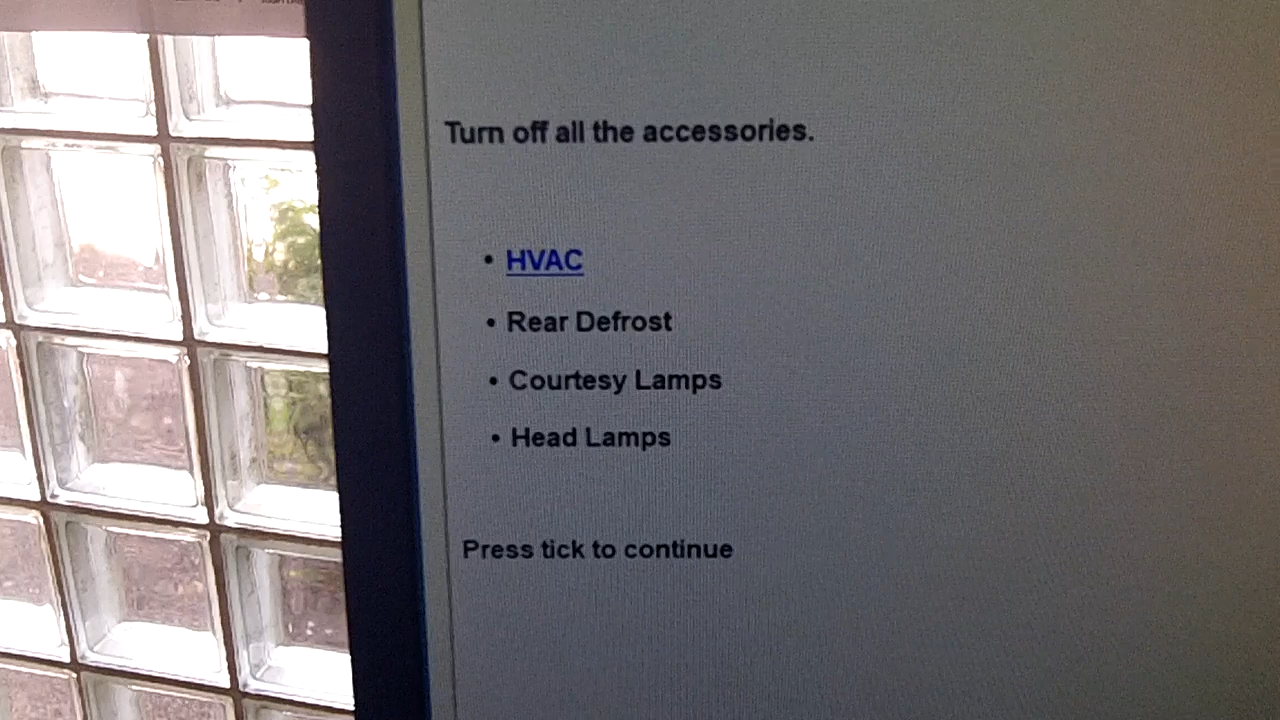 Turn off all the accessories.
• HVAC
• Rear Defrost
• Courtesy Lamps
• Head Lamps
Press tick to continue